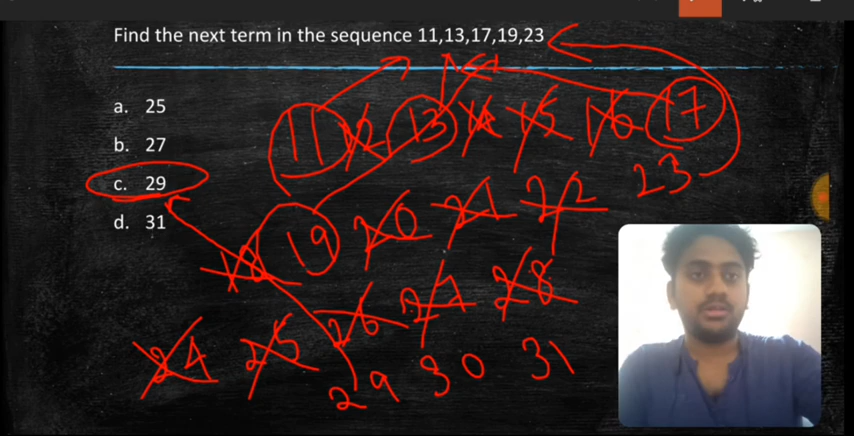 Find the next term in the sequence 11,13,17,19,23
a. 25
b. 27
c. 29
d. 31
11 12 13 14 15 16 17
18 19 20 21 22 23
24 25 26 27 28
29 30 31